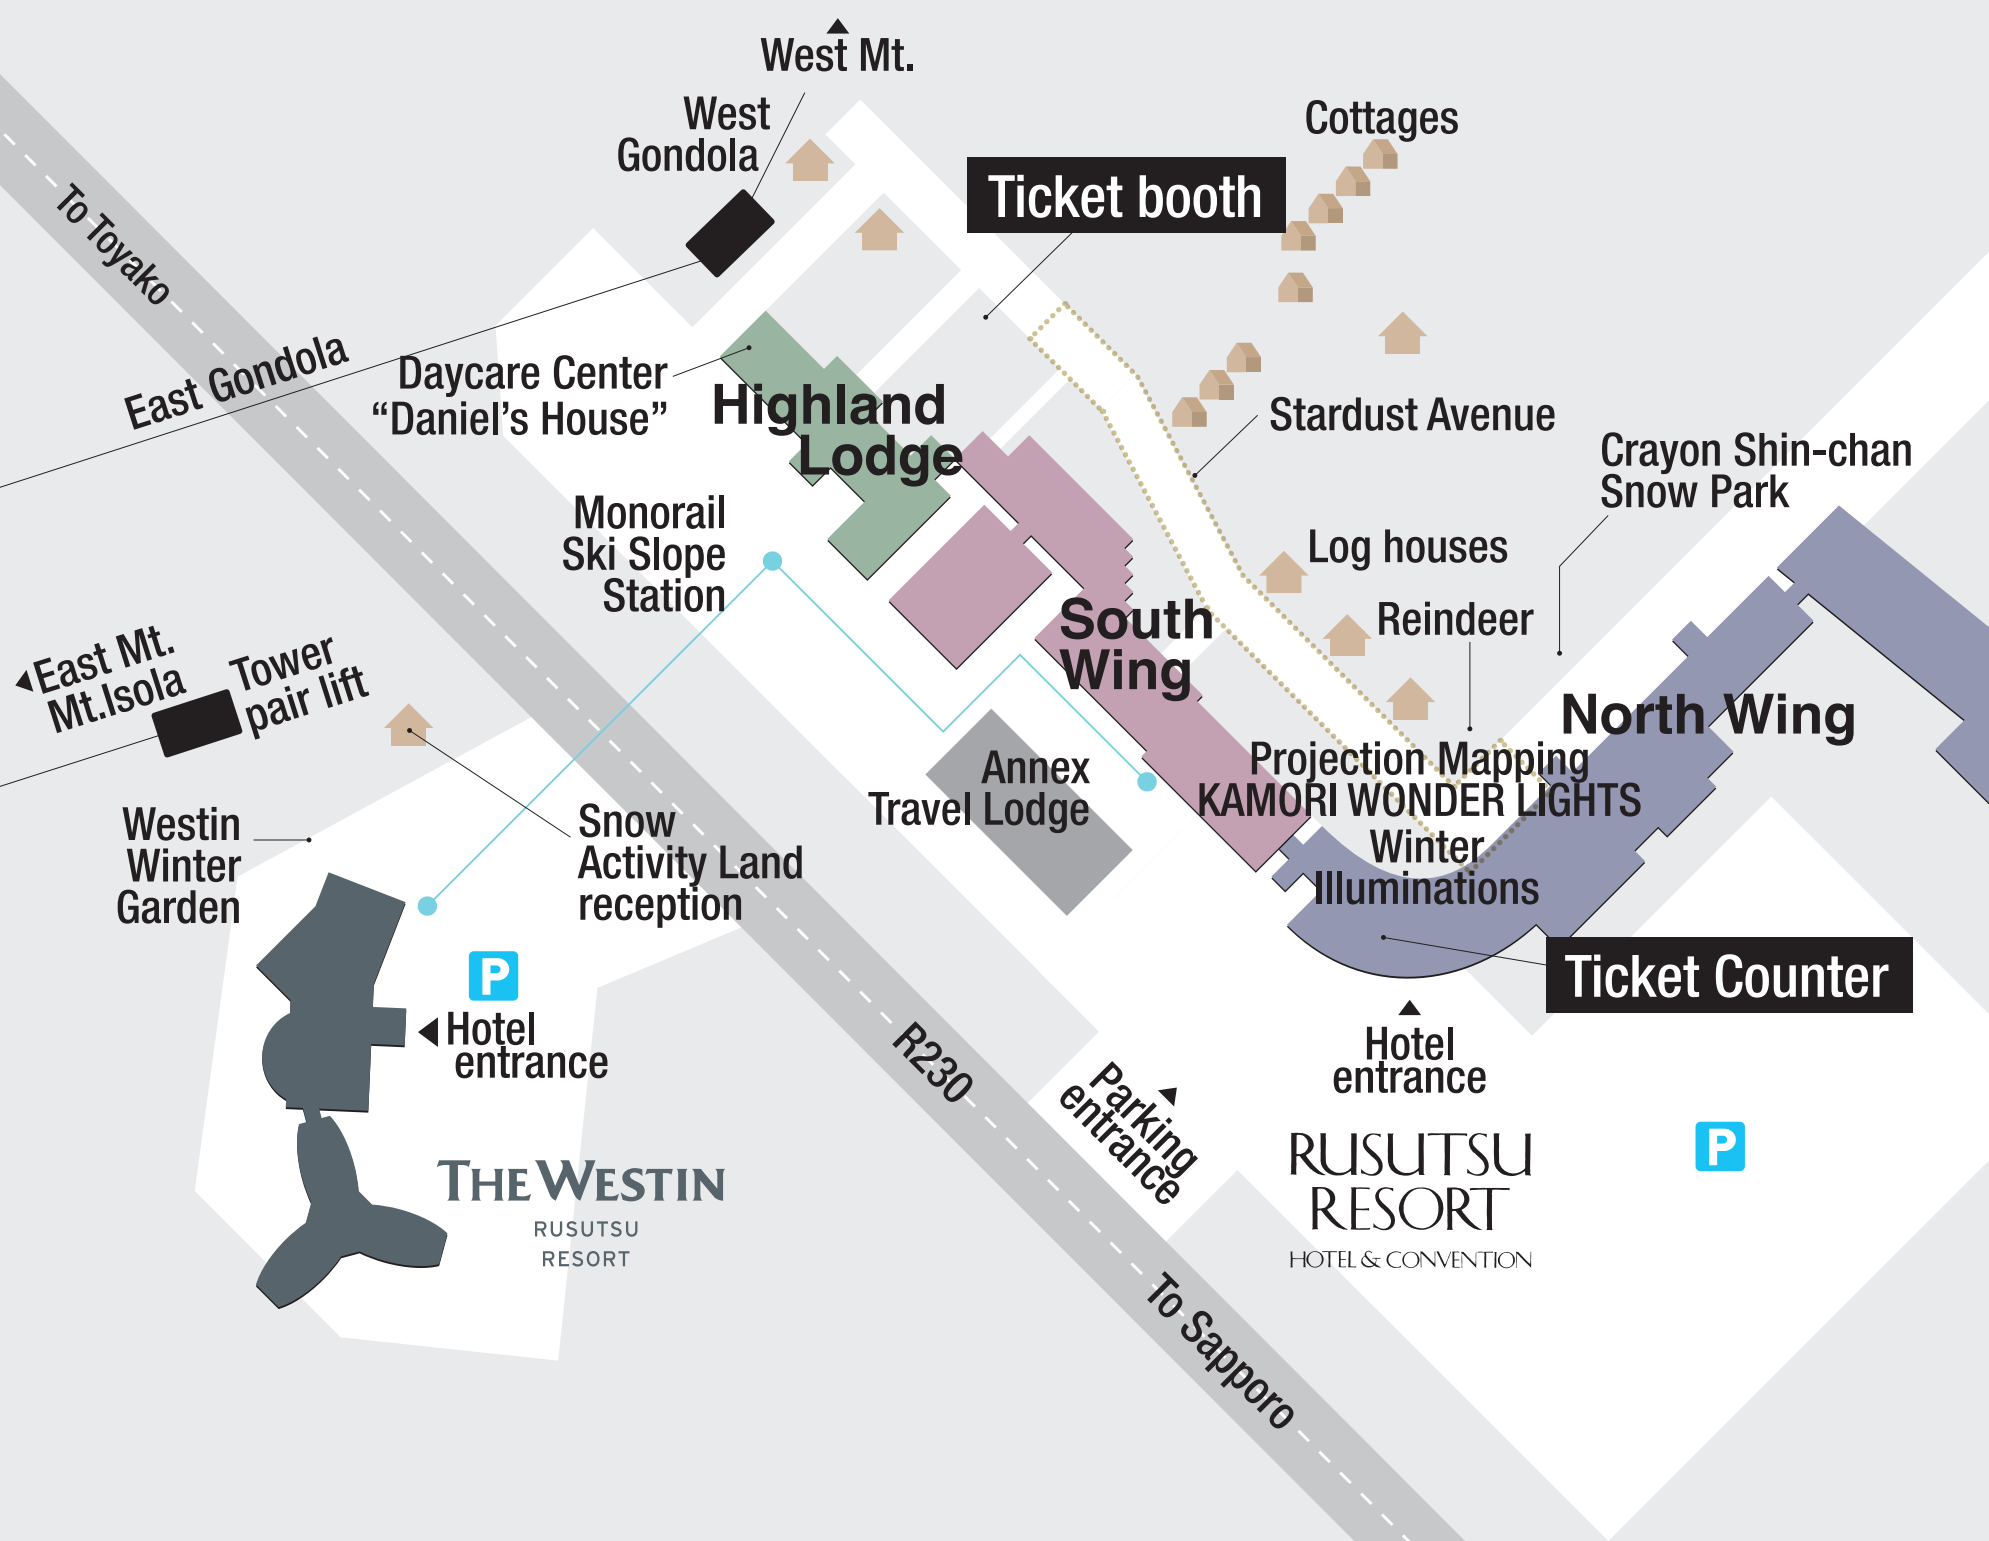 West Mt.
West
Gondola
Cottages
Ticket booth
To Toyako
East Gondola
Daycare Center
“Daniel’s House”
Highland
Lodge
Stardust Avenue
Crayon Shin-chan
Snow Park
Monorail
Ski Slope
Station
Log houses
Reindeer
South
Wing
East Mt.
Mt.Isola
Tower
pair lift
North Wing
Projection Mapping
KAMORI WONDER LIGHTS
Annex
Travel Lodge
Westin
Winter
Garden
Snow
Activity Land
reception
Winter
Illuminations
Ticket Counter
P
Hotel
entrance
R230
Hotel
entrance
Parking
entrance
P
RUSUTSU
RESORT
HOTEL & CONVENTION
THE WESTIN
RUSUTSU
RESORT
To Sapporo